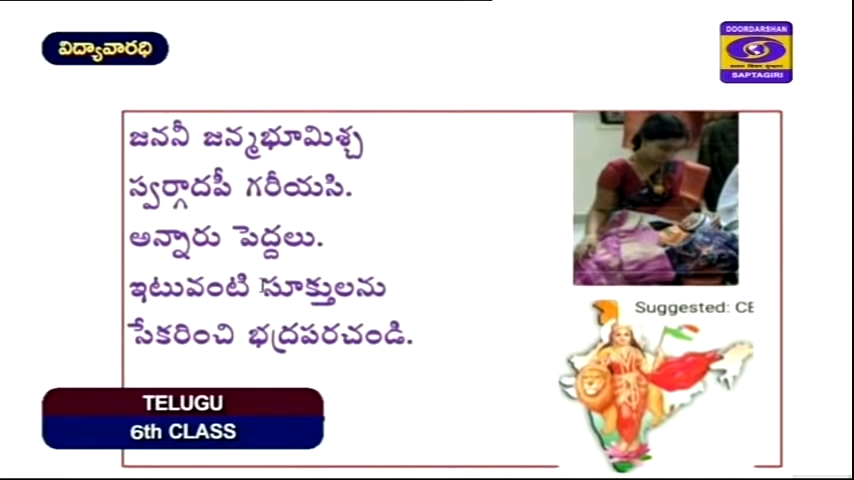 విద్యావారధి
DOORDARSHAN
SAPTAGIRI
జననీ జన్మభూమిశ్చ
స్వర్గాదపీ గరీయసి.
అన్నారు పెద్దలు.
ఇటువంటి సూక్తులను
సేకరించి భద్రపరచండి.
Suggested: CE
TELUGU
6th CLASS